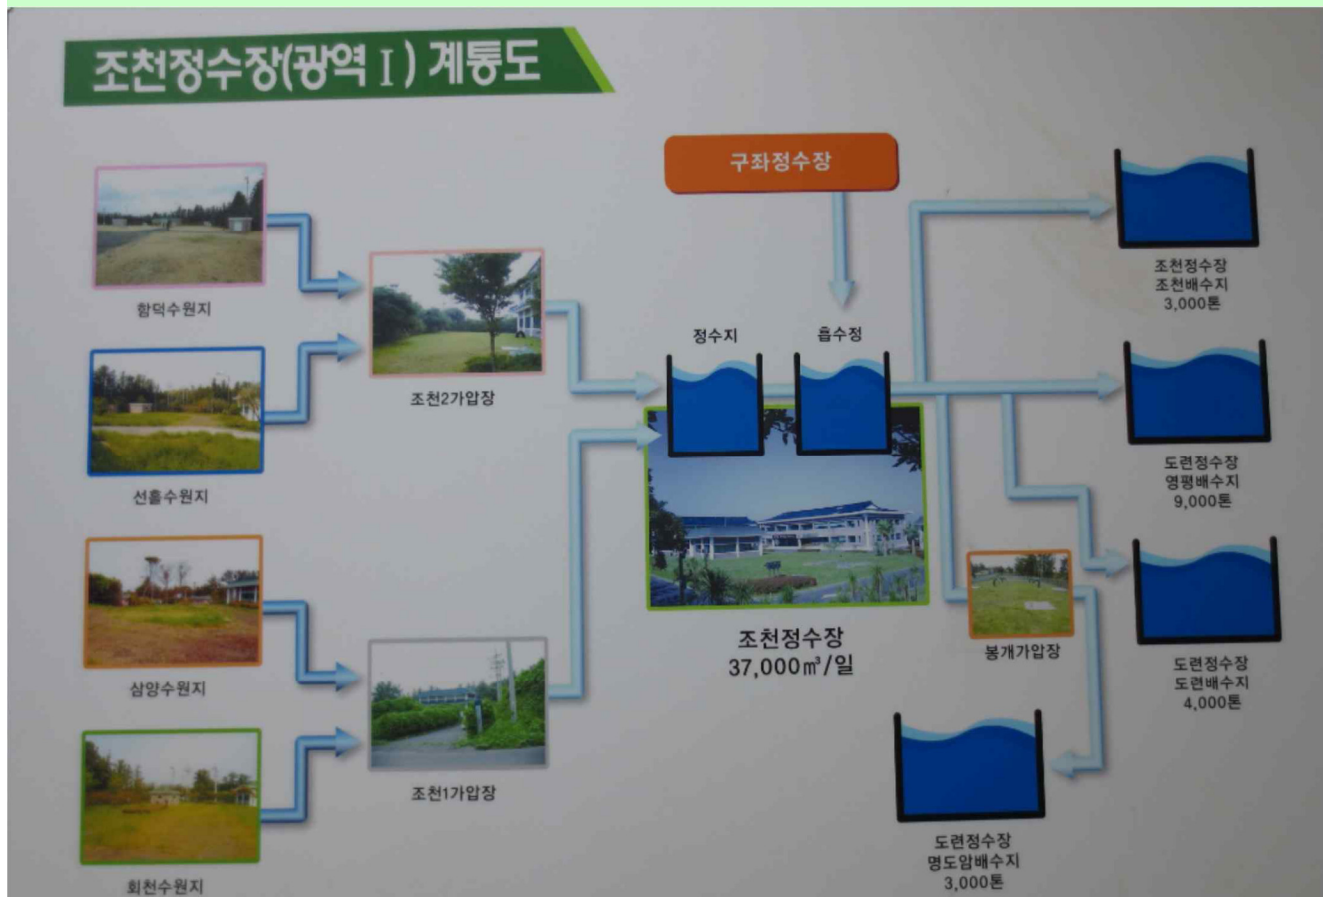 조천정수장(광역 I) 계통도
구좌정수장
함덕수원지
선흘수원지
삼양수원지
회천수원지
조천2가압장
조천1가압장
정수지
흡수정
조천정수장
37,000㎥/일
봉개가압장
조천정수장
조천배수지
3,000톤
도련정수장
영평배수지
9,000톤
도련정수장
도련배수지
4,000톤
도련정수장
명도암배수지
3,000톤